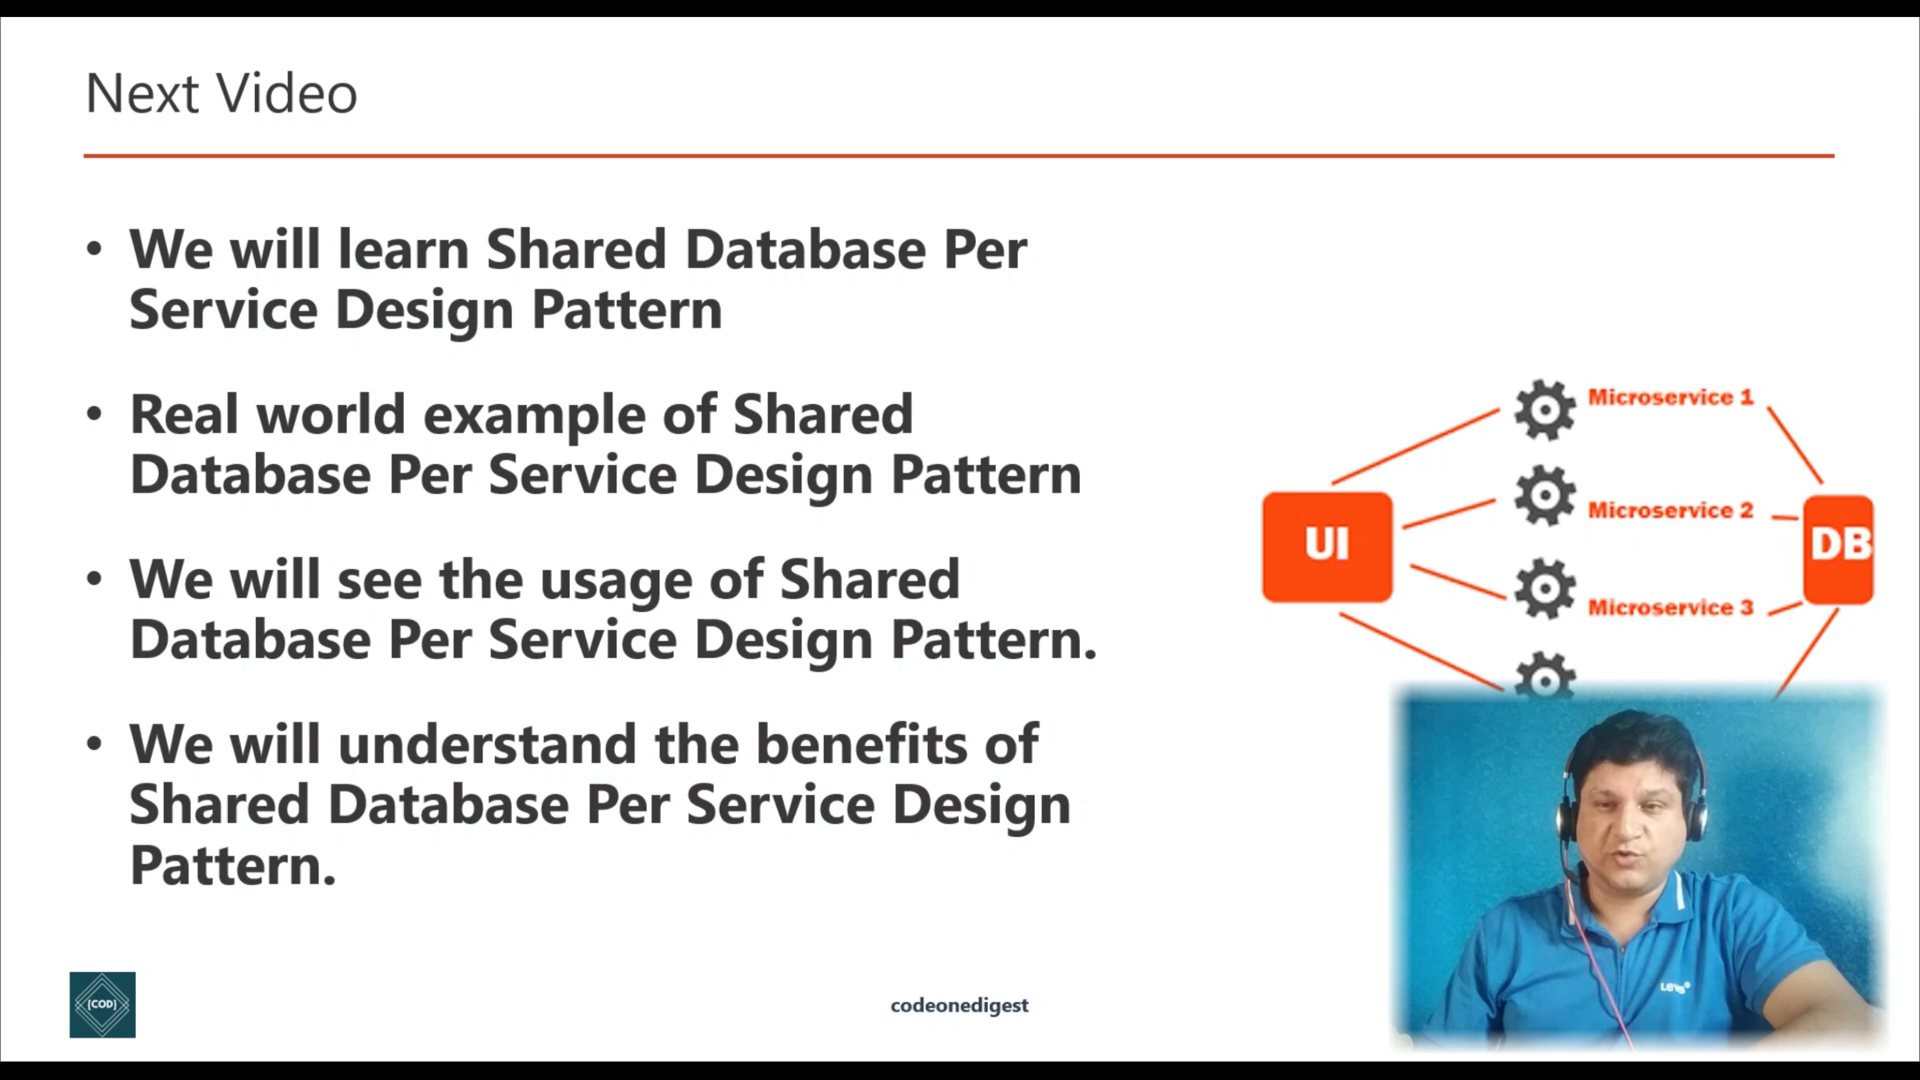 Next Video
• We will learn Shared Database Per
Service Design Pattern
• Real world example of Shared
Database Per Service Design Pattern
• We will see the usage of Shared
Database Per Service Design Pattern.
• We will understand the benefits of
Shared Database Per Service Design
Pattern.
Microservice 1
Microservice 2
Microservice 3
UI
DB
Levi's®
[COD]
codeonedigest